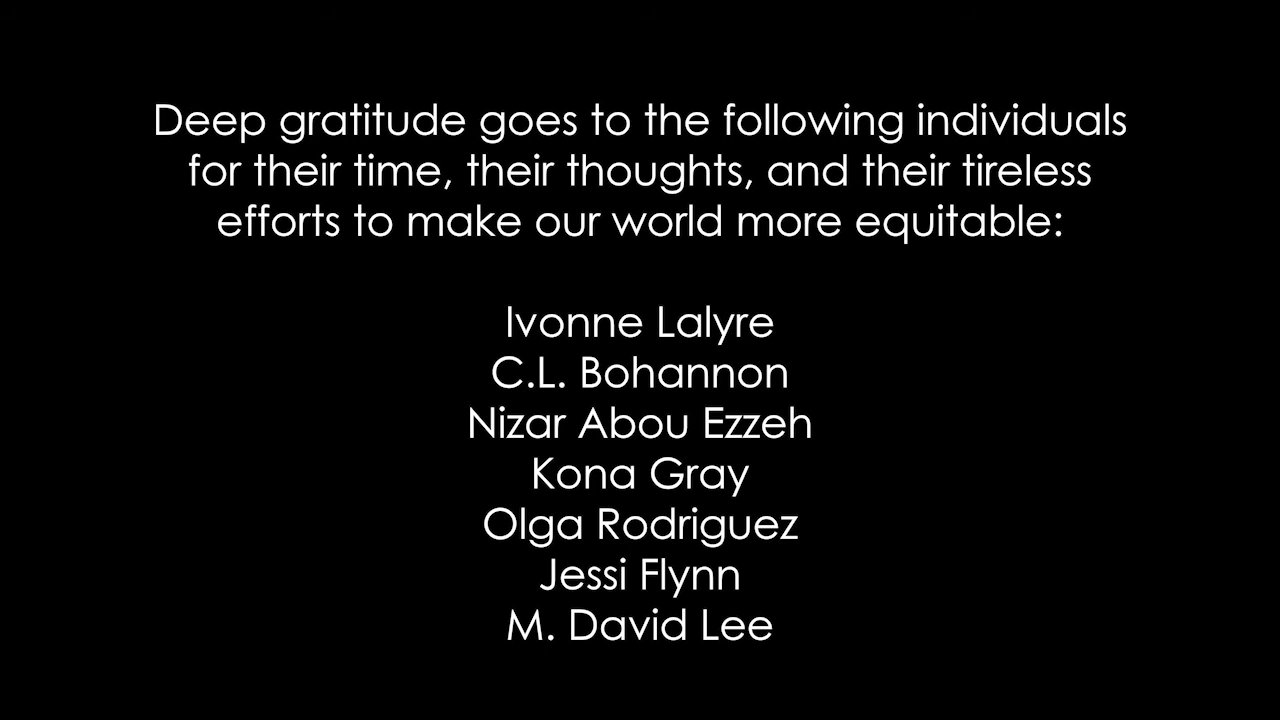 Deep gratitude goes to the following individuals
for their time, their thoughts, and their tireless
efforts to make our world more equitable:
Ivonne Lalyre
C.L. Bohannon
Nizar Abou Ezzeh
Kona Gray
Olga Rodriguez
Jessi Flynn
M. David Lee